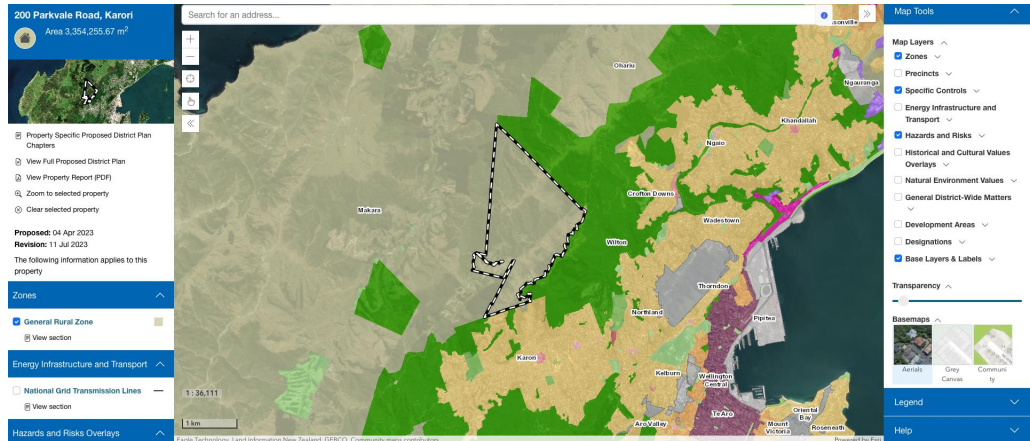 200 Parkvale Road, Karori
Area 3,354,255.67 m²
Property Specific Proposed District Plan
Chapters
View Full Proposed District Plan
View Property Report (PDF)
Zoom to selected property
Clear selected property
Proposed: 04 Apr 2023
Revision: 11 Jul 2023
The following information applies to this
property
Zones
General Rural Zone
View section
Energy Infrastructure and Transport
National Grid Transmission Lines
View section
Hazards and Risks Overlays
Search for an address...
Ohariu
Ngauranga
Khandallah
Ngaio
Crofton Downs
Makara
Wadestown
Wilton
Thorndon
Northland
Pipitea
Karori
Kelburn
Wellington
Central
Te Aro
Oriental
Bay
Aro Valley
Mount
Victoria
Roseneath
1 : 36,111
1 km
Eagle Technology, Land Information New Zealand, GEBCO, Community maps contributors
Powered by Esri
Map Tools
Map Layers
Zones
Precincts
Specific Controls
Energy Infrastructure and
Transport
Hazards and Risks
Historical and Cultural Values
Overlays
Natural Environment Values
General District-Wide Matters
Development Areas
Designations
Base Layers & Labels
Transparency
Basemaps
Aerials
Grey
Canvas
Communi
ty
Legend
Help